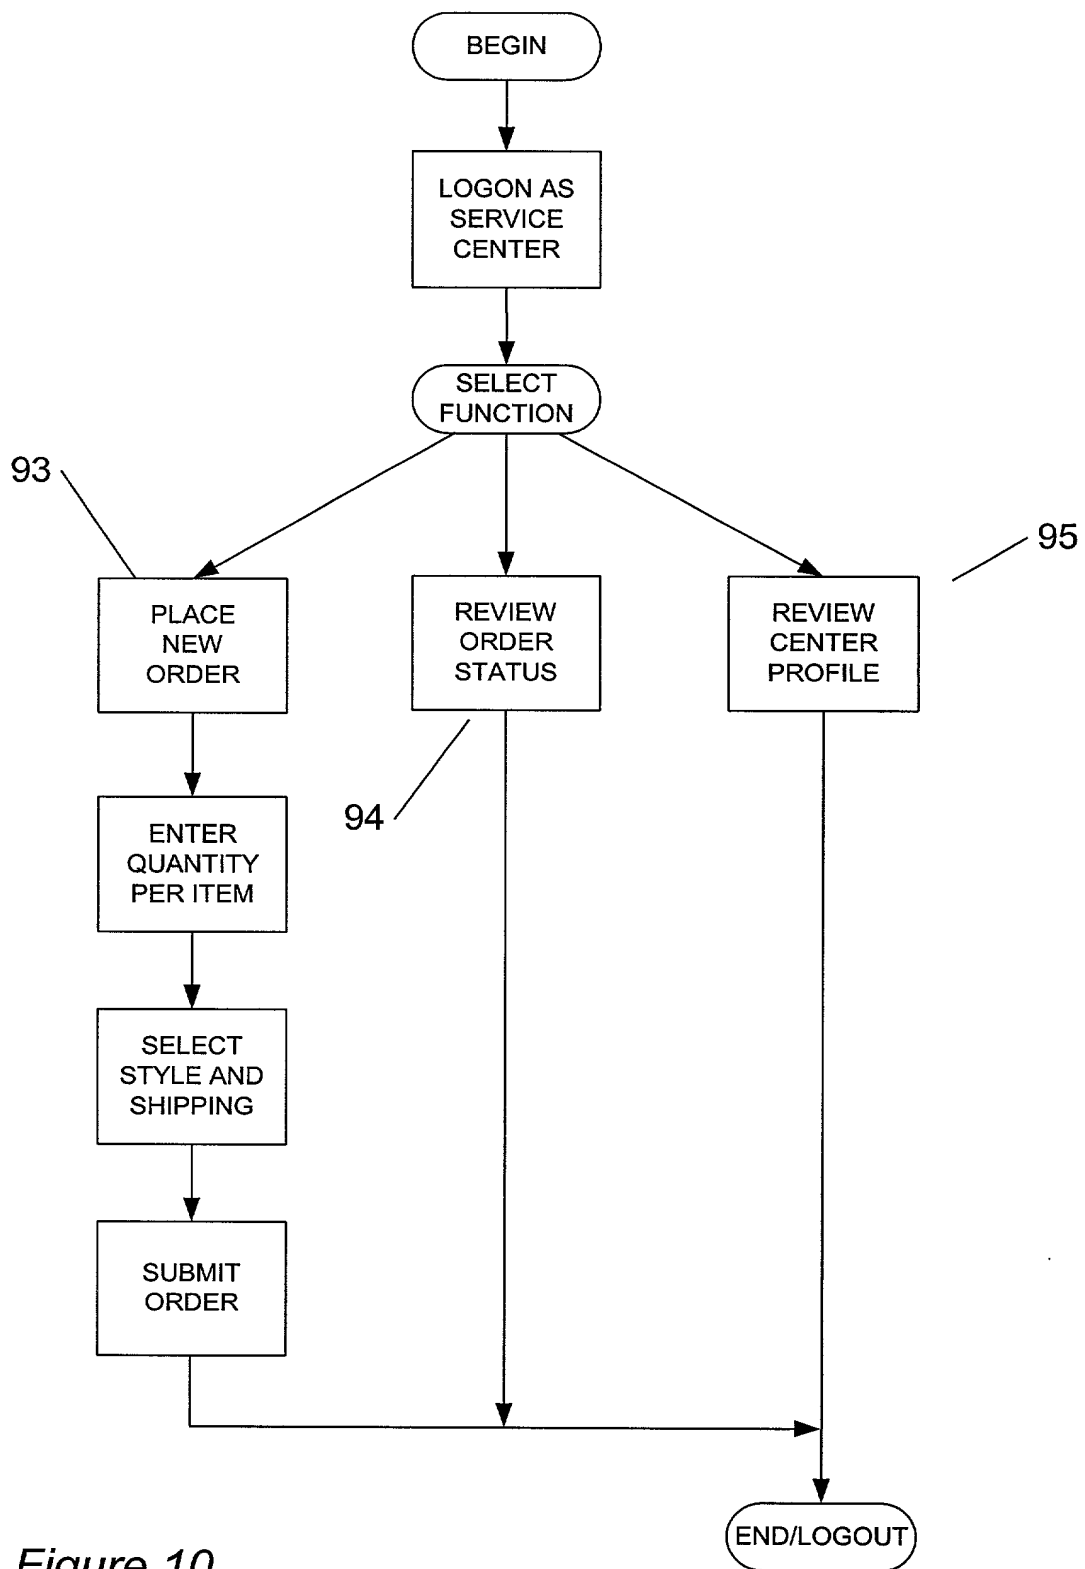 BEGIN
LOGON AS
SERVICE
CENTER
SELECT
FUNCTION
93
95
PLACE
NEW
ORDER
REVIEW
ORDER
STATUS
REVIEW
CENTER
PROFILE
94
ENTER
QUANTITY
PER ITEM
SELECT
STYLE AND
SHIPPING
SUBMIT
ORDER
END/LOGOUT
Figure 10